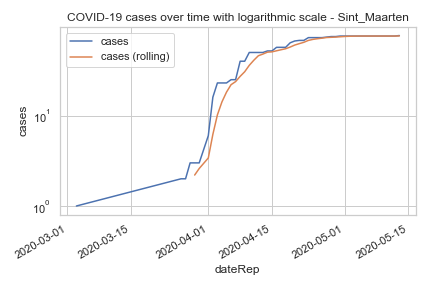 COVID-19 cases over time with logarithmic scale - Sint_Maarten
cases
cases (rolling)
cases
10¹
10⁰
2020-03-01
2020-03-15
2020-04-01
2020-04-15
2020-05-01
2020-05-15
dateRep